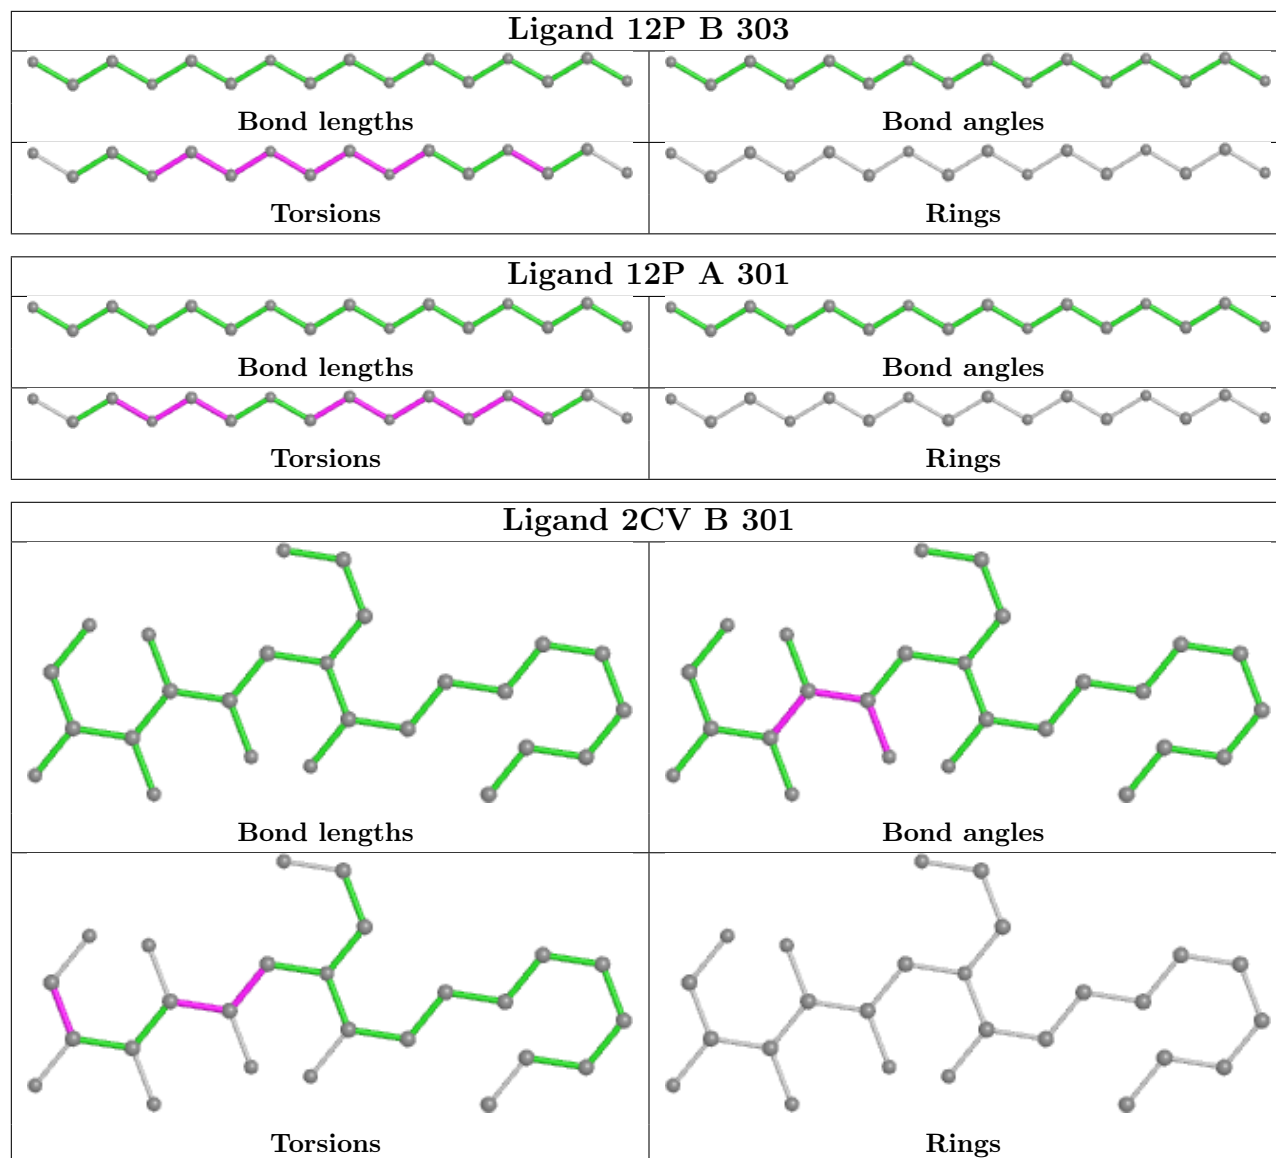 Ligand 12P B 303
Bond lengths
Bond angles
Torsions
Rings
Ligand 12P A 301
Bond lengths
Bond angles
Torsions
Rings
Ligand 2CV B 301
Bond lengths
Bond angles
Torsions
Rings